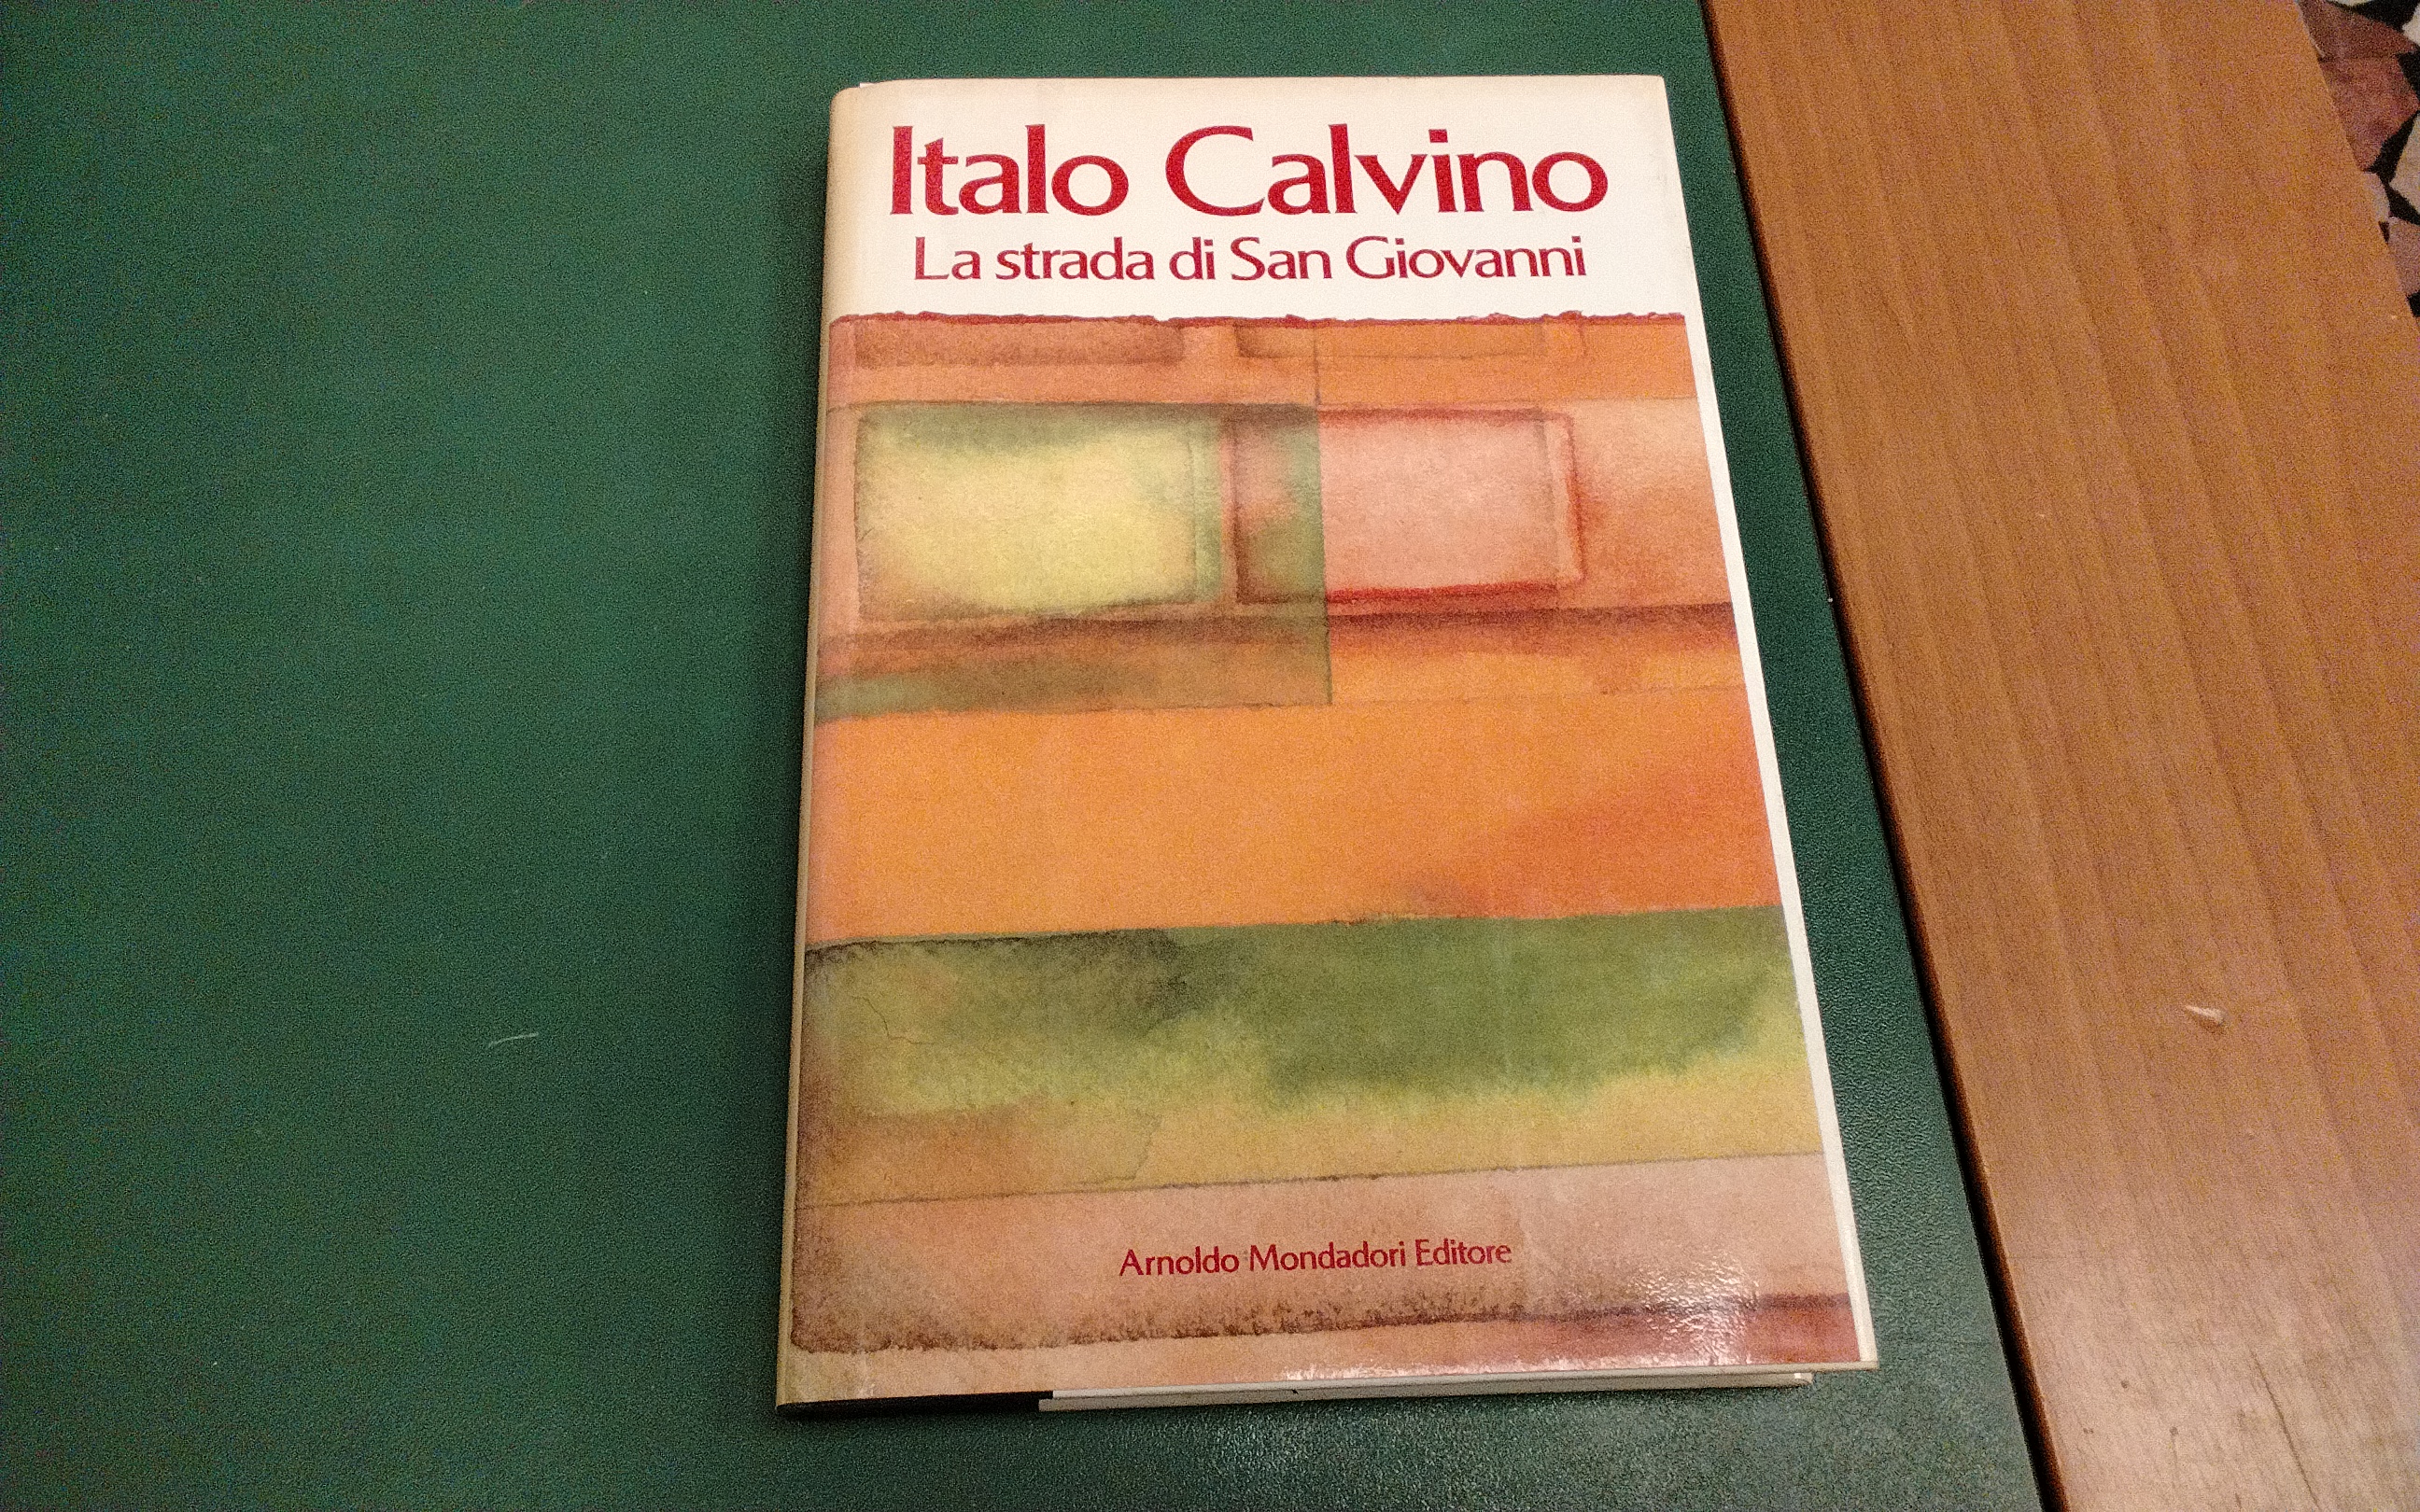 Italo Calvino
La strada di San Giovanni
Arnoldo Mondadori Editore